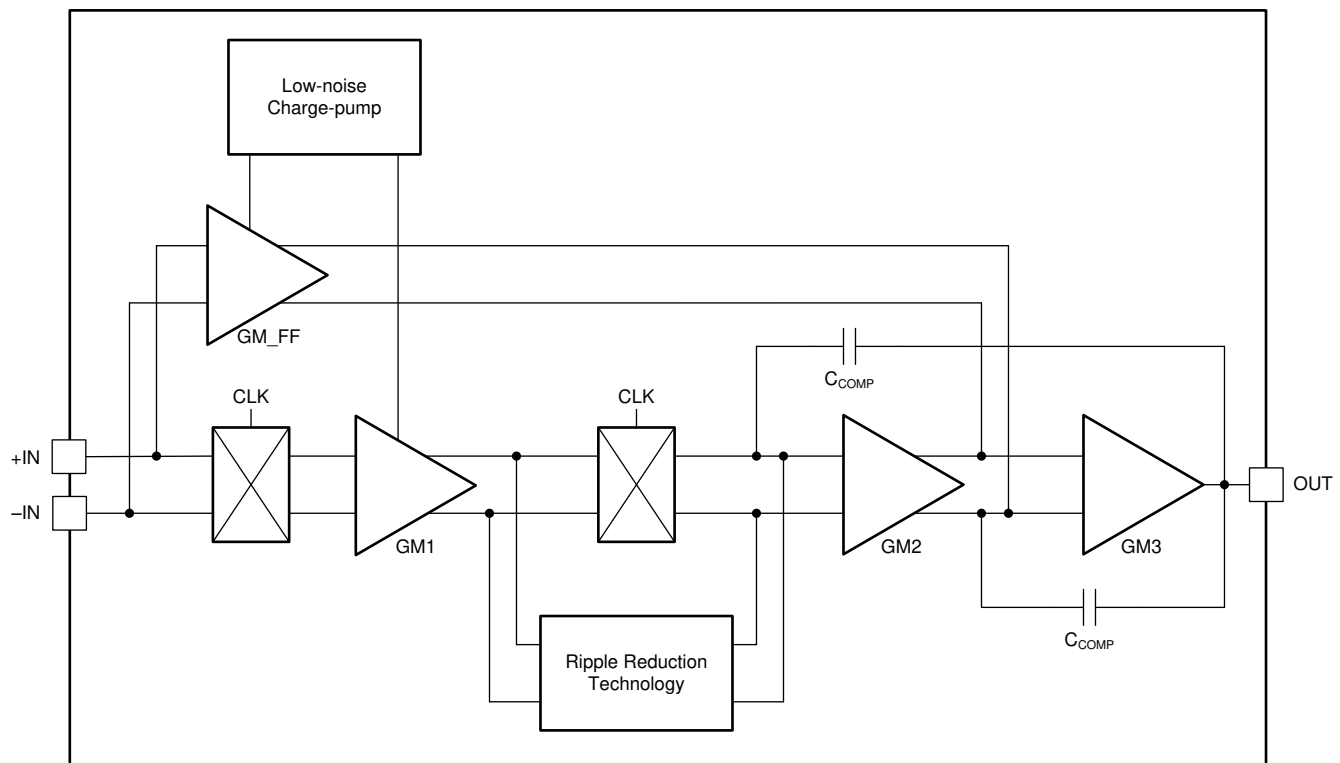 Low-noise
Charge-pump
GM_FF
CCOMP
CLK
CLK
+IN
–IN
OUT
GM1
GM2
GM3
CCOMP
Ripple Reduction
Technology